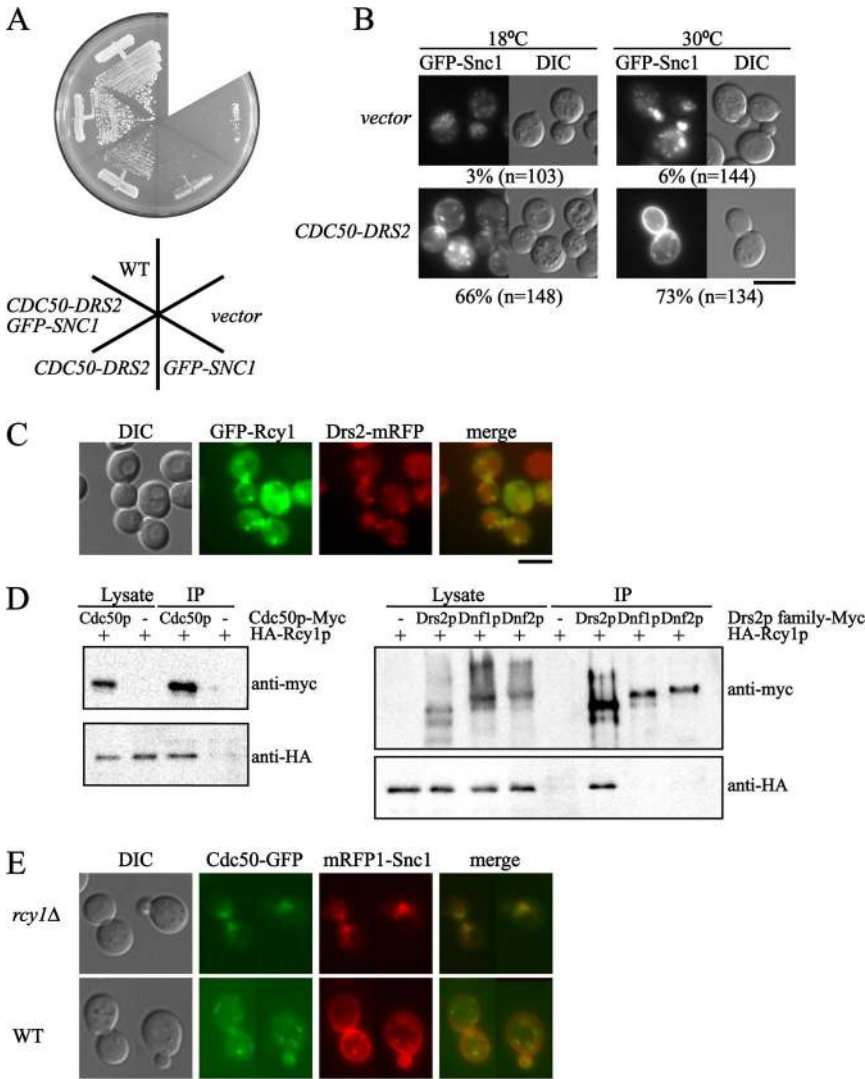 A
WT
CDC50-DRS2
GFP-SNC1
vector
CDC50-DRS2
GFP-SNC1
B
18ºC
30ºC
GFP-Snc1
DIC
GFP-Snc1
DIC
vector
3% (n=103)
6% (n=144)
CDC50-DRS2
66% (n=148)
73% (n=134)
C
DIC
GFP-Rcy1
Drs2-mRFP
merge
D
Lysate
IP
Cdc50p
-
Cdc50p
-
Cdc50p-Myc
+
+
+
+
HA-Rcy1p
anti-myc
anti-HA
Lysate
IP
-
Drs2p
Dnf1p
Dnf2p
-
Drs2p
Dnf1p
Dnf2p
Drs2p family-Myc
+
+
+
+
+
+
+
+
HA-Rcy1p
anti-myc
anti-HA
E
DIC
Cdc50-GFP
mRFP1-Snc1
merge
rcy1Δ
WT